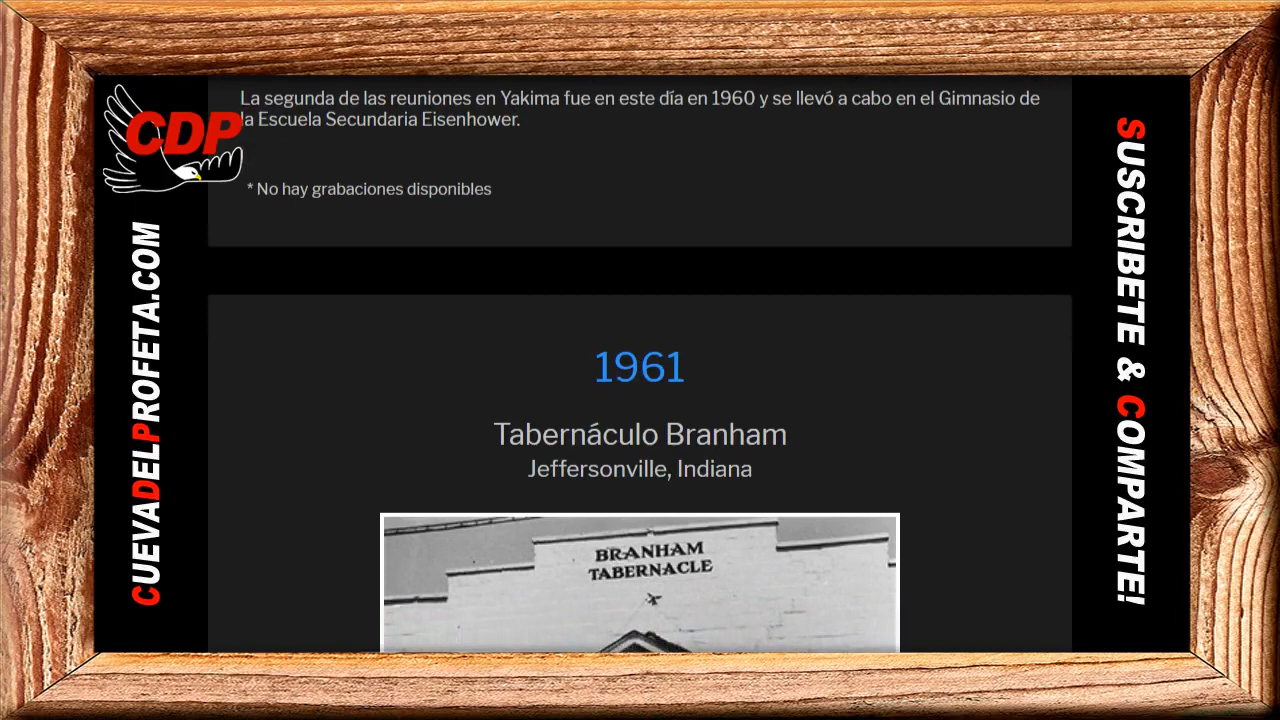 La segunda de las reuniones en Yakima fue en este día en 1960 y se llevó a cabo en el Gimnasio de
la Escuela Secundaria Eisenhower.
CDP
* No hay grabaciones disponibles
CUEVADELPROFETA.COM
SUSCRIBETE & COMPARTE!
1961
Tabernáculo Branham
Jeffersonville, Indiana
BRANHAM
TABERNACLE